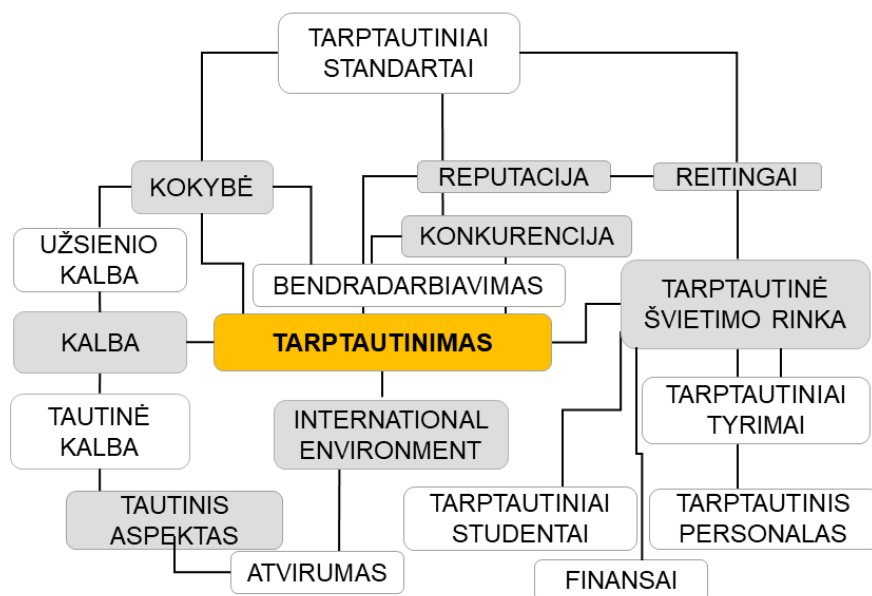 TARPTAUTINIAI
STANDARTAI
KOKYBĖ
REPUTACIJA
REITINGAI
UŽSIENIO
KALBA
KONKURENCIJA
BENDRADARBIAVIMAS
TARPTAUTINĖ
ŠVIETIMO RINKA
KALBA
TARPTAUTINIMAS
TAUTINĖ
KALBA
INTERNATIONAL
ENVIRONMENT
TARPTAUTINIAI
TYRIMAI
TAUTINIS
ASPEKTAS
TARPTAUTINIAI
STUDENTAI
TARPTAUTINIS
PERSONALAS
ATVIRUMAS
FINANSAI